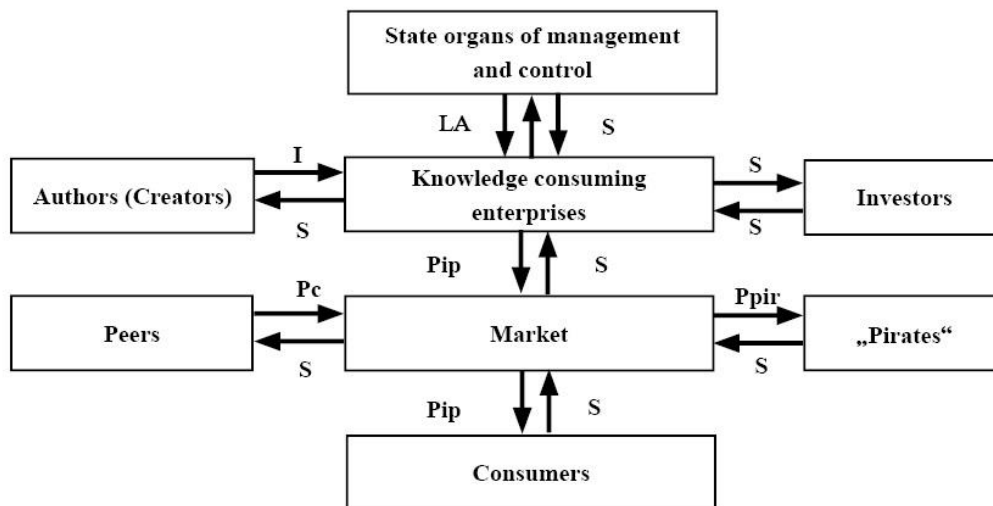 State organs of management
and control
LA
S
I
S
Authors (Creators)
Knowledge consuming
enterprises
Investors
S
S
Pip
S
Pc
Ppir
Peers
Market
„Pirates“
S
S
Pip
S
Consumers